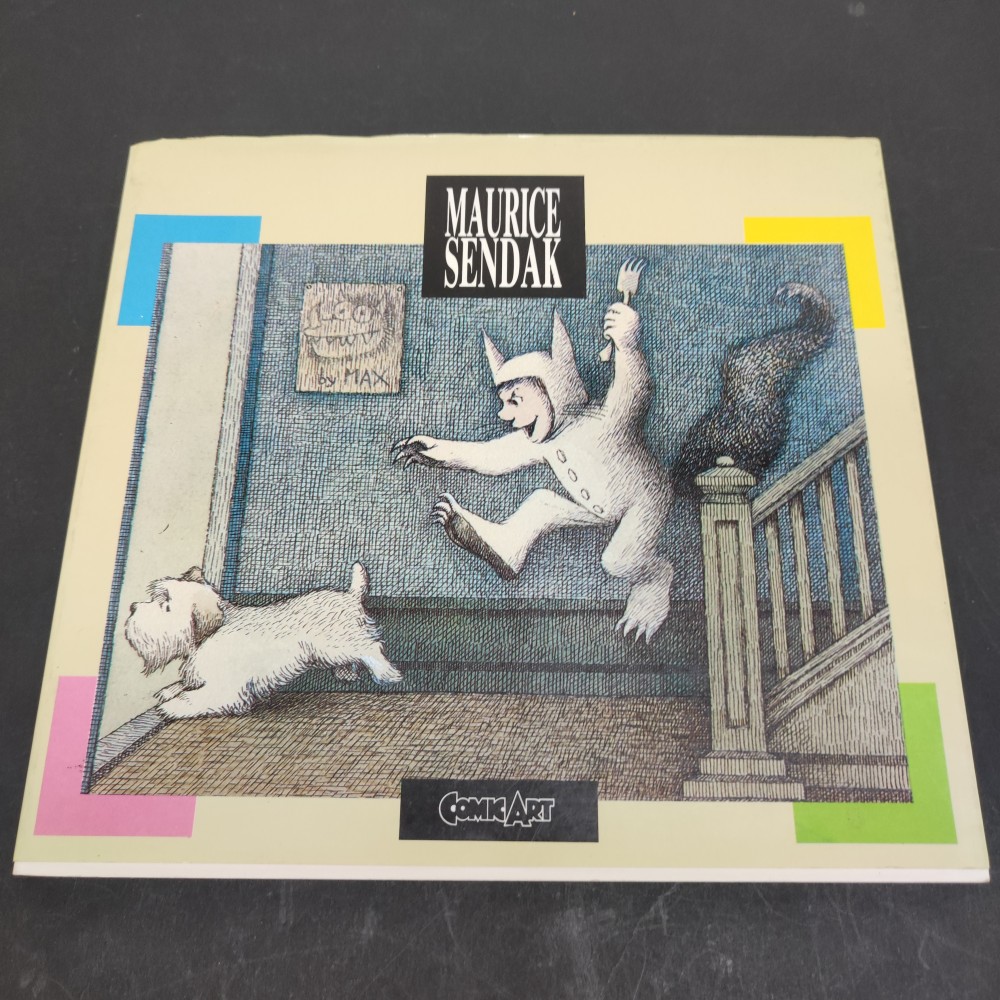 MAURICE
SENDAK
by MAX
COMIC ART